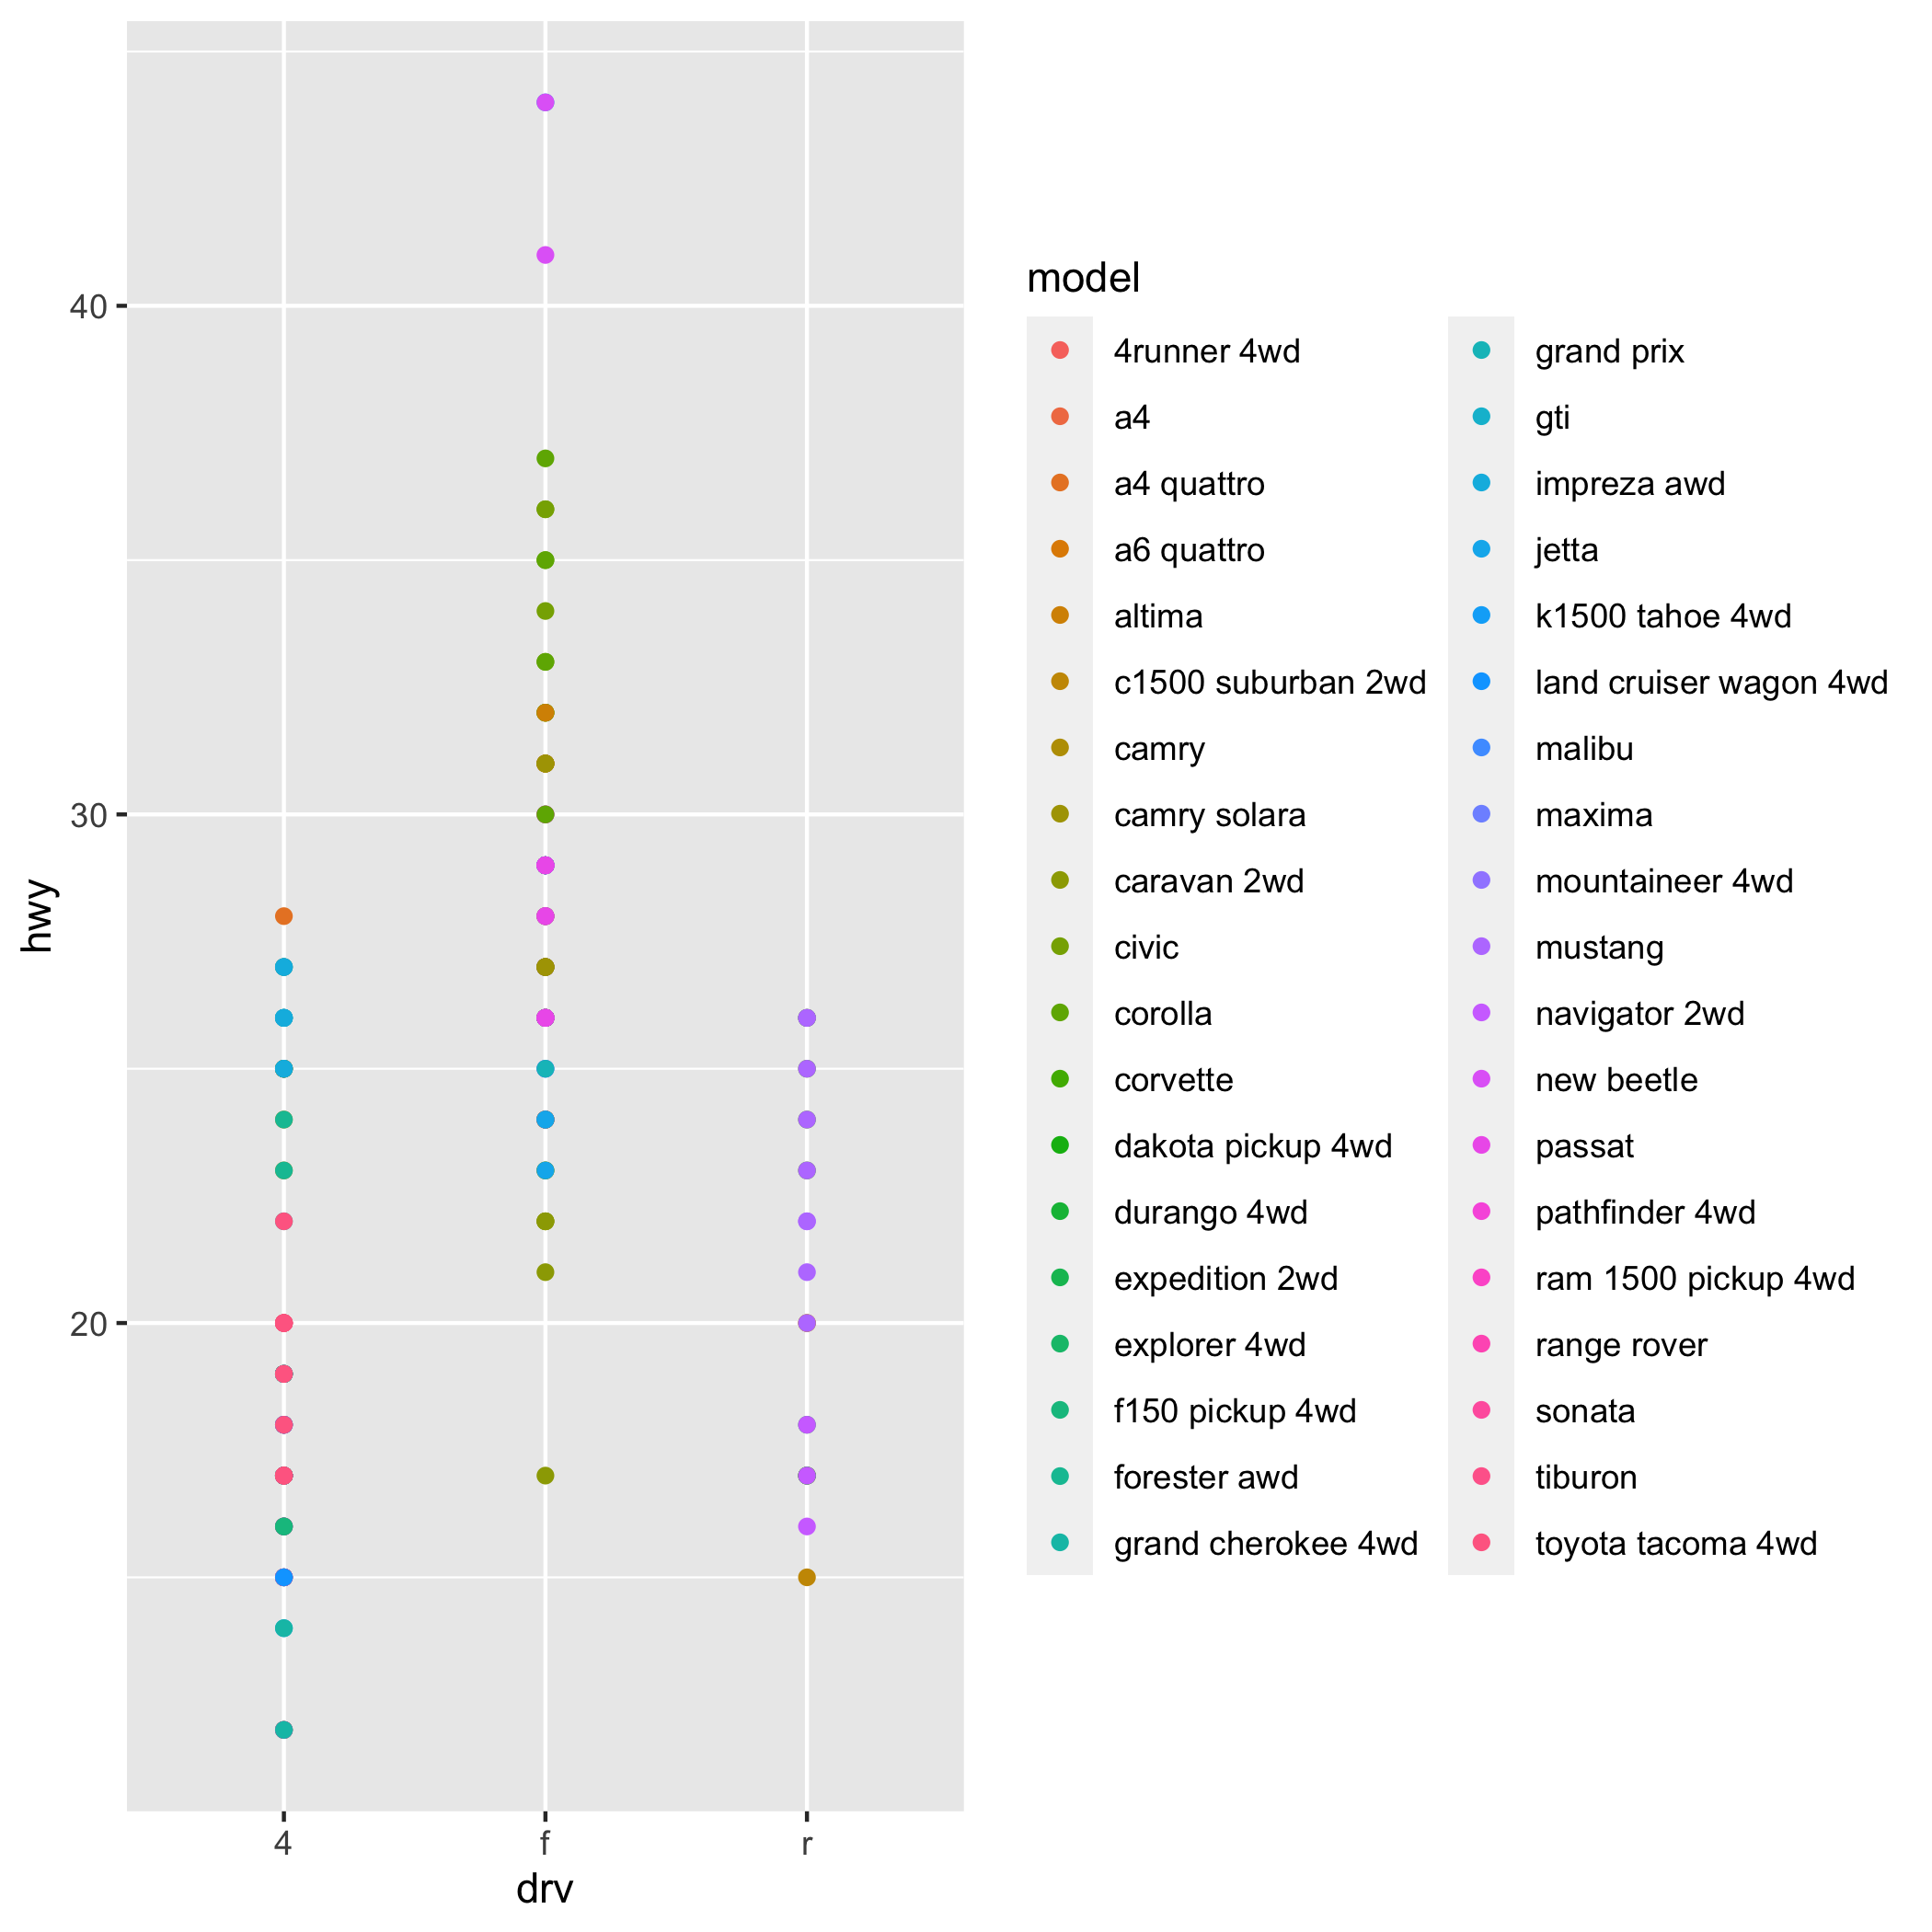 40
30
20
hwy
4 f r
drv
model
4runner 4wd
a4
a4 quattro
a6 quattro
altima
c1500 suburban 2wd
camry
camry solara
caravan 2wd
civic
corolla
corvette
dakota pickup 4wd
durango 4wd
expedition 2wd
explorer 4wd
f150 pickup 4wd
forester awd
grand cherokee 4wd
grand prix
gti
impreza awd
jetta
k1500 tahoe 4wd
land cruiser wagon 4wd
malibu
maxima
mountaineer 4wd
mustang
navigator 2wd
new beetle
passat
pathfinder 4wd
ram 1500 pickup 4wd
range rover
sonata
tiburon
toyota tacoma 4wd